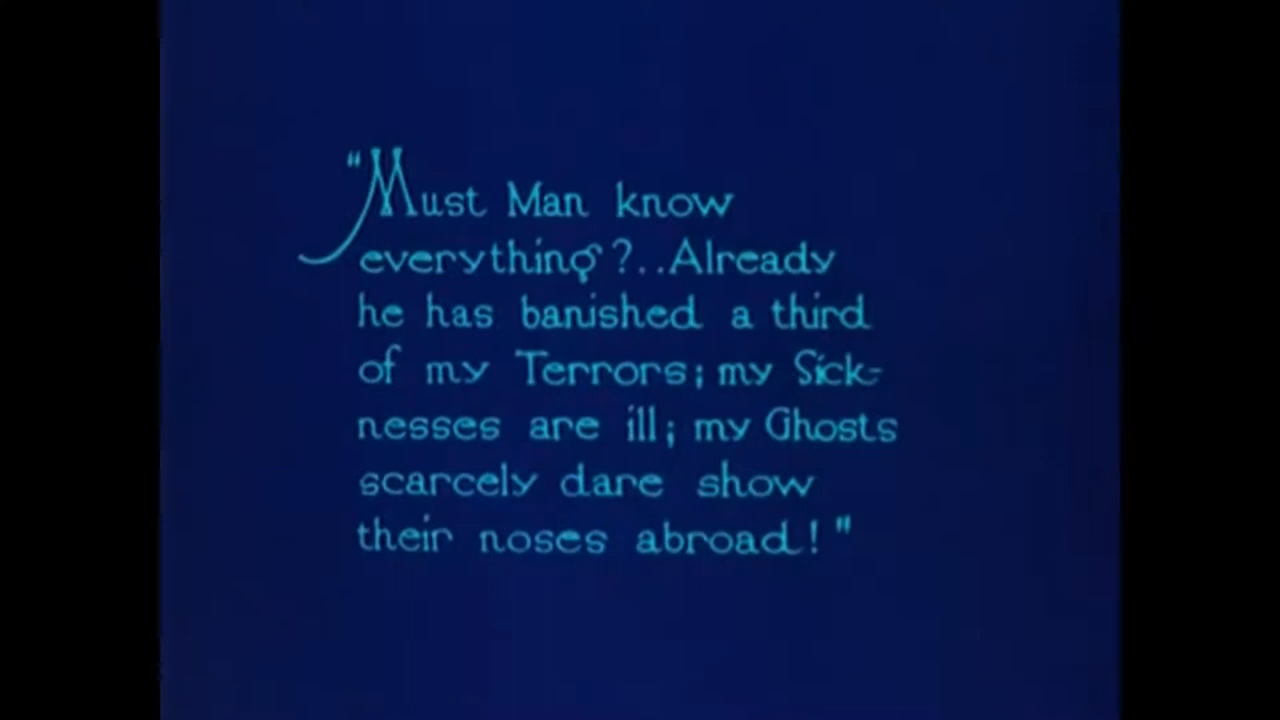 "Must Man know
everything?..Already
he has banished a third
of my Terrors; my Sick-
nesses are ill; my Ghosts
scarcely dare show
their noses abroad!"